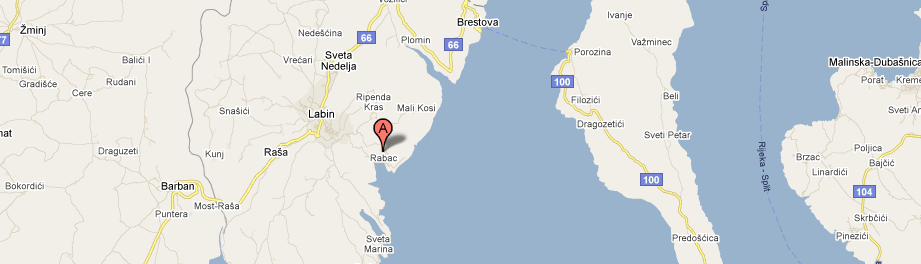 Žminj
77
Balići I
Tomišići
Gradišće
Cere
Rudani
Nedešćina
66
Plomin
Brestova
66
Vrećari
Sveta
Nedelja
Ripenda
Kras
Mali Kosi
Snašići
Labin
A
Rabac
Draguzeti
Kunj
Raša
Bokordići
Barban
Puntera
Most-Raša
Sveta
Marina
Ivanje
Važminec
Porozina
100
Filozići
Beli
Dragozetići
Sveti Petar
100
Predošćica
Rijeka - Split
Malinska-Dubašnica
Porat
Kreme
Sveti An
Poljica
Brzac
Bajčić
Linardići
104
Skrbčići
Pinezići